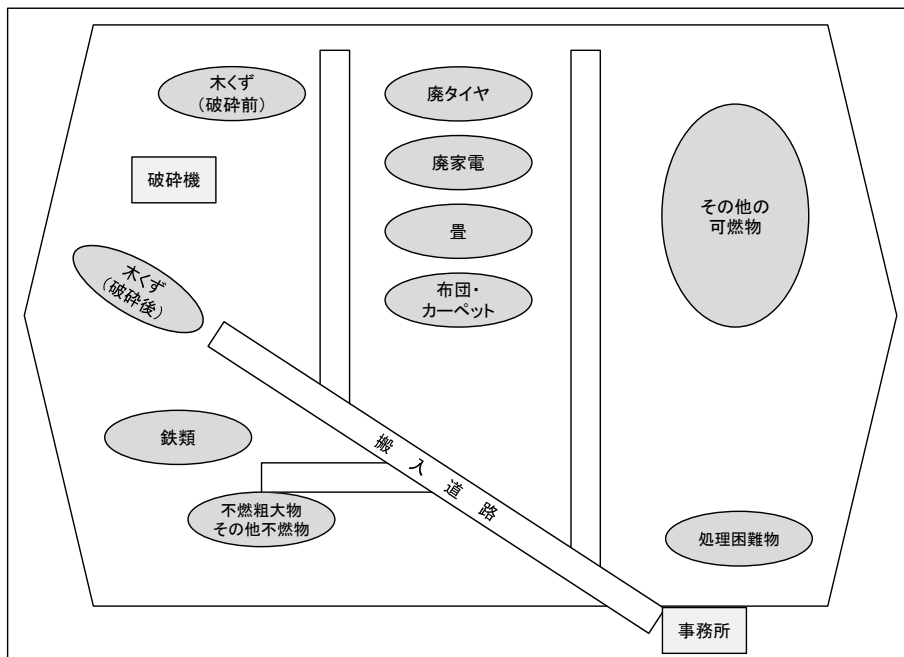 木くず
（破砕前）
廃タイヤ
廃家電
破砕機
畳
その他の
可燃物
木くず
（破砕後）
布団・
カーペット
鉄類
搬入道路
不燃粗大物
その他不燃物
処理困難物
事務所